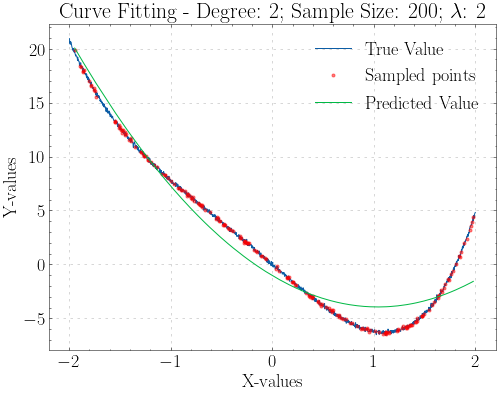 Curve Fitting - Degree: 2; Sample Size: 200; λ: 2
True Value
Sampled points
Predicted Value
Y-values
20
15
10
5
0
−5
−2
−1
0
1
2
X-values